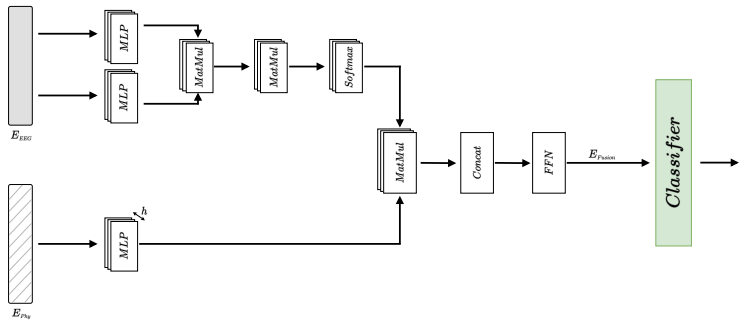 MLP
MatMul
MatMul
Softmax
MLP
E_EEG
MatMul
Concat
FFN
E_Fusion
Classifier
h
MLP
E_Phy